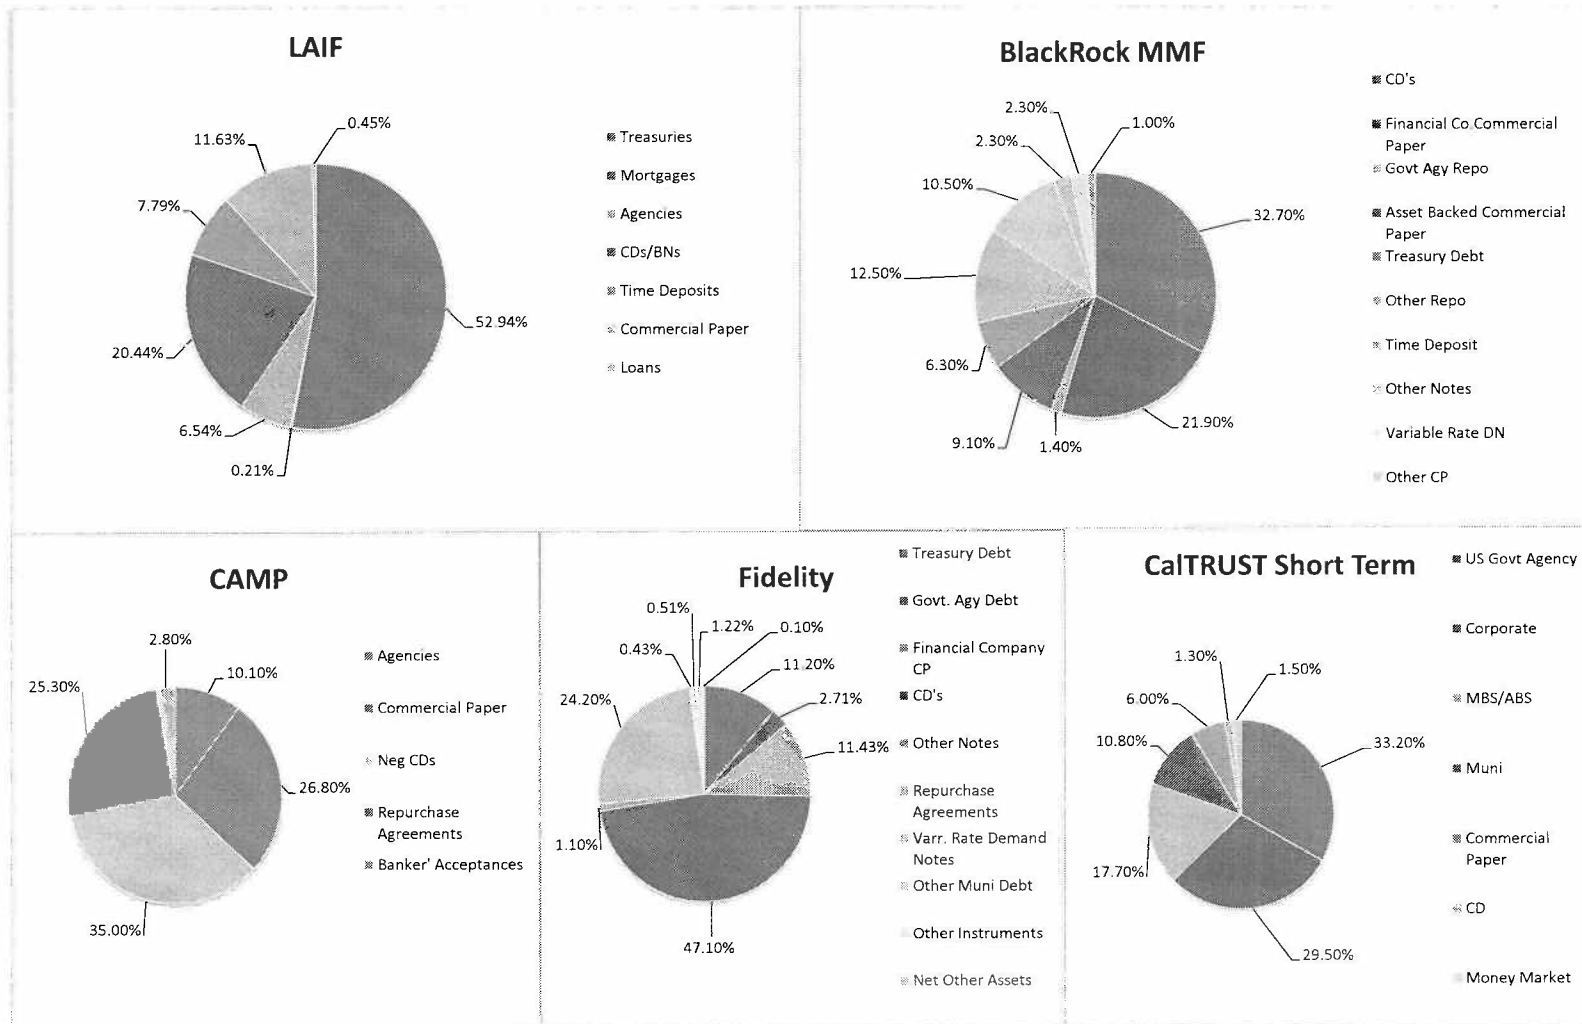 LAIF
0.45%
11.63%
7.79%
20.44%
6.54%
0.21%
52.94%
Treasuries
Mortgages
Agencies
CDs/BNs
Time Deposits
Commercial Paper
Loans
BlackRock MMF
2.30%
1.00%
2.30%
10.50%
32.70%
12.50%
6.30%
9.10%
1.40%
21.90%
CD's
Financial Co.Commercial
Paper
Govt Agy Repo
Asset Backed Commercial
Paper
Treasury Debt
Other Repo
Time Deposit
Other Notes
Variable Rate DN
Other CP
CAMP
2.80%
10.10%
25.30%
26.80%
35.00%
Agencies
Commercial Paper
Neg CDs
Repurchase
Agreements
Banker' Acceptances
Fidelity
0.51%
1.22%
0.10%
0.43%
11.20%
24.20%
2.71%
11.43%
1.10%
47.10%
Treasury Debt
Govt. Agy Debt
Financial Company
CP
CD's
Other Notes
Repurchase
Agreements
Varr. Rate Demand
Notes
Other Muni Debt
Other Instruments
Net Other Assets
CalTRUST Short Term
1.30%
1.50%
6.00%
10.80%
33.20%
17.70%
29.50%
US Govt Agency
Corporate
MBS/ABS
Muni
Commercial
Paper
CD
Money Market